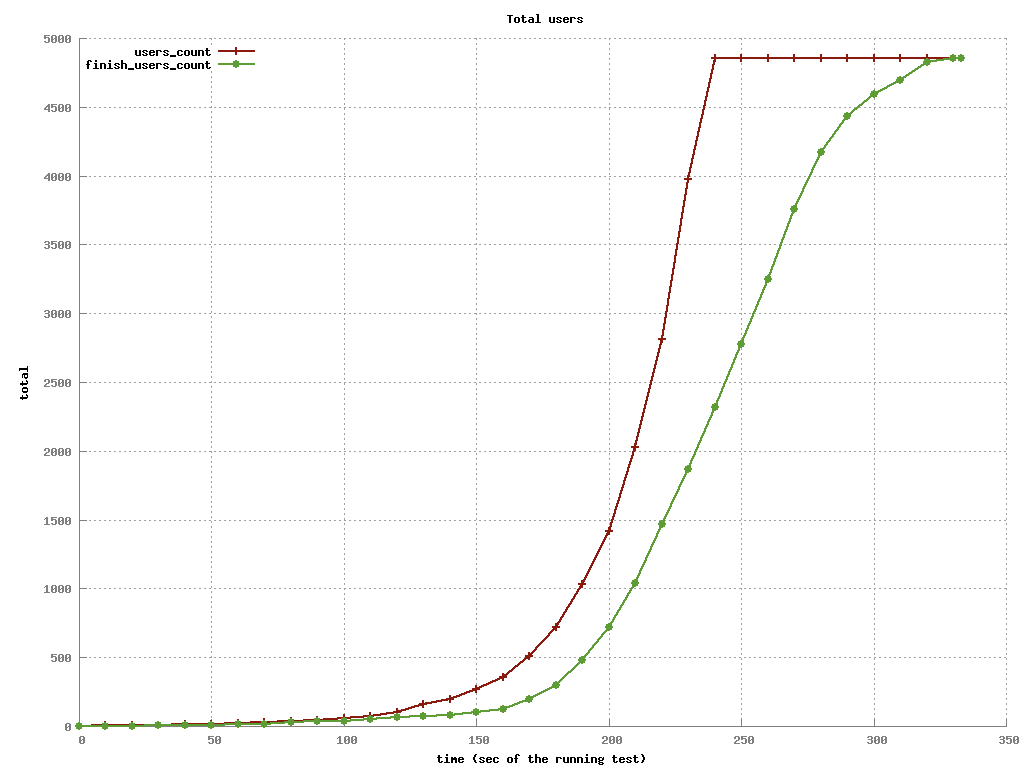 Total users
users_count
finish_users_count
5000
4500
4000
3500
3000
2500
2000
1500
1000
500
0
total
0 50 100 150 200 250 300 350
time (sec of the running test)